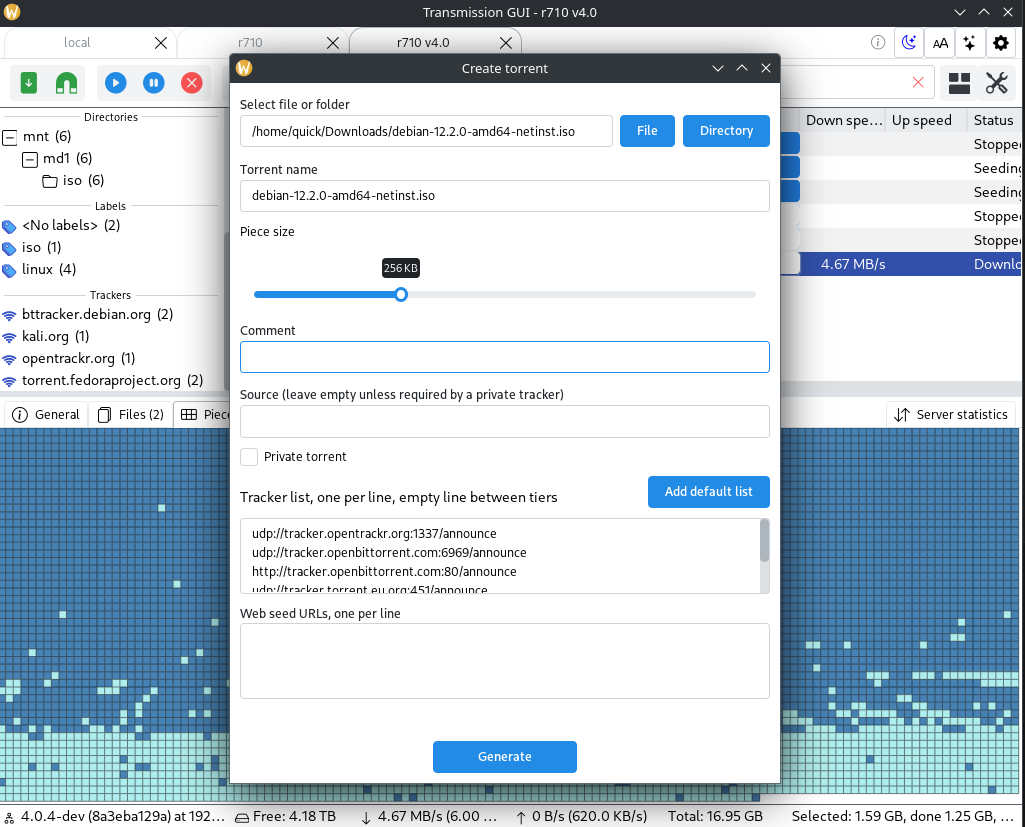 Transmission GUI - r710 v4.0
local
r710
r710 v4.0
AA
Create torrent
Select file or folder
/home/quick/Downloads/debian-12.2.0-amd64-netinst.iso
File
Directory
Torrent name
debian-12.2.0-amd64-netinst.iso
Piece size
256 KB
Comment
Source (leave empty unless required by a private tracker)
Private torrent
Tracker list, one per line, empty line between tiers
Add default list
udp://tracker.opentrackr.org:1337/announce
udp://tracker.openbittorrent.com:6969/announce
http://tracker.openbittorrent.com:80/announce
udp://tracker.torrent.eu.org:451/announce
Web seed URLs, one per line
Generate
Directories
mnt (6)
md1 (6)
iso (6)
Labels
<No labels> (2)
iso (1)
linux (4)
Trackers
bttracker.debian.org (2)
kali.org (1)
opentrackr.org (1)
torrent.fedoraproject.org (2)
Down spe... Up speed Status
Stoppe
Seeding
Seeding
Stoppe
Stoppe
4.67 MB/s Downlo
General
Files (2)
Piec
Server statistics
4.0.4-dev (8a3eba129a) at 192...
Free: 4.18 TB
4.67 MB/s (6.00 ...
0 B/s (620.0 KB/s)
Total: 16.95 GB
Selected: 1.59 GB, done 1.25 GB, ...